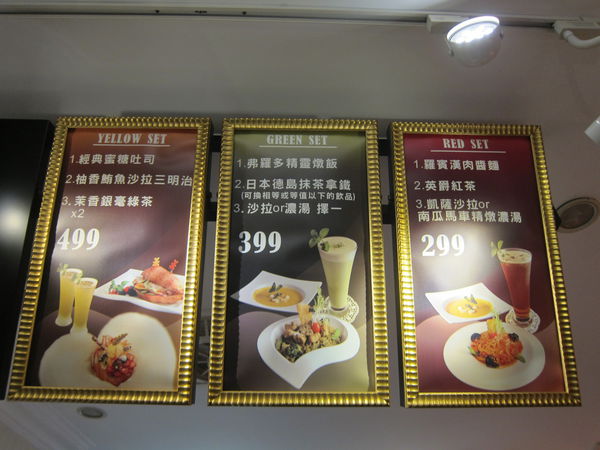 YELLOW SET
1.經典蜜糖吐司
2.柚香鮪魚沙拉三明治
3.茉香銀毫綠茶
x2
499
GREEN SET
1.弗羅多精靈燉飯
2.日本德島抹茶拿鐵
(可換相等或等值以下的飲品)
3.沙拉or濃湯 擇一
399
RED SET
1.羅賓漢肉醬麵
2.英爵紅茶
3.凱薩沙拉or
南瓜馬車精燉濃湯
299